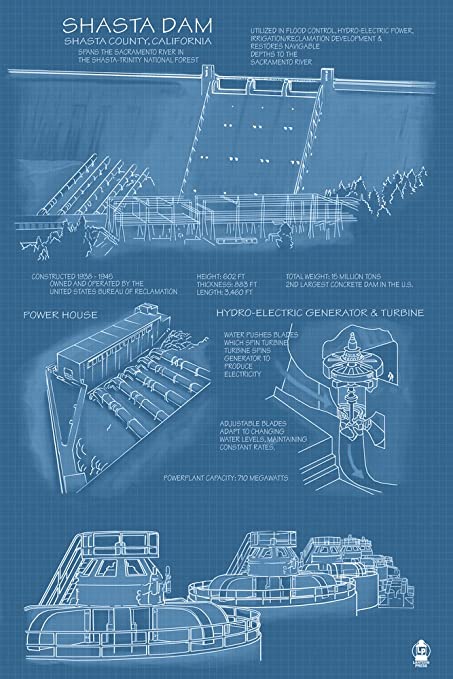 SHASTA DAM
SHASTA COUNTY, CALIFORNIA
SPANS THE SACRAMENTO RIVER IN
THE SHASTA-TRINITY NATIONAL FOREST
UTILIZED IN FLOOD CONTROL, HYDRO-ELECTRIC POWER,
IRRIGATION/RECLAMATION DEVELOPMENT &
RESTORES NAVIGABLE
DEPTHS TO THE
SACRAMENTO RIVER
CONSTRUCTED 1938 - 1945
OWNED AND OPERATED BY THE
UNITED STATES BUREAU OF RECLAMATION
HEIGHT: 602 FT
THICKNESS: 883 FT
LENGTH: 3,460 FT
TOTAL WEIGHT: 15 MILLION TONS
2ND LARGEST CONCRETE DAM IN THE U.S.
POWER HOUSE
HYDRO-ELECTRIC GENERATOR & TURBINE
WATER PUSHES BLADES
WHICH SPIN TURBINE
TURBINE SPINS
GENERATOR TO
PRODUCE
ELECTRICITY
ADJUSTABLE BLADES
ADAPT TO CHANGING
WATER LEVELS, MAINTAINING
CONSTANT RATES.
POWERPLANT CAPACITY: 710 MEGAWATTS
LP
LANTERN
PRESS